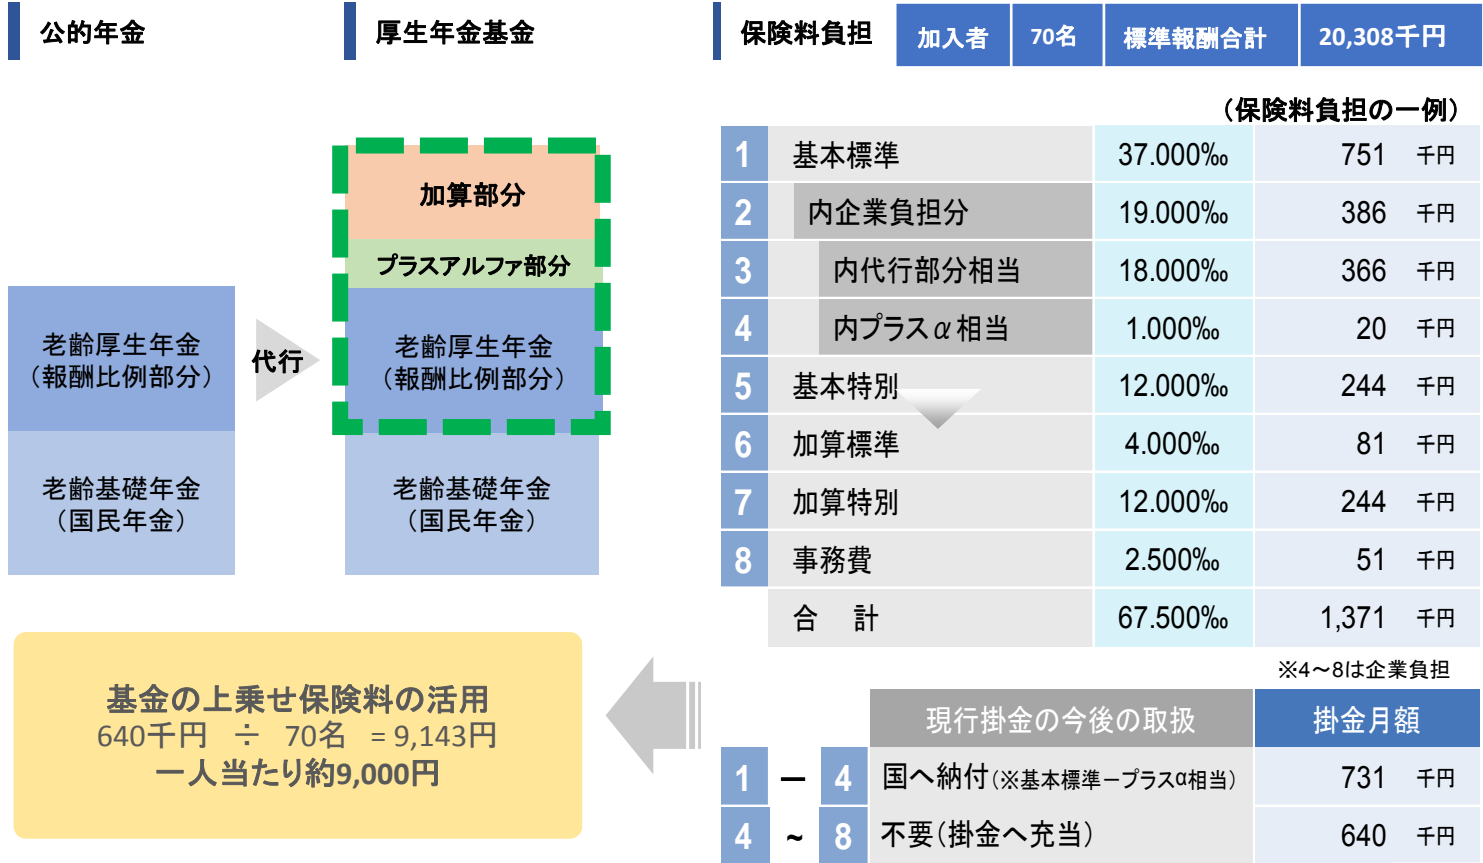 公的年金
厚生年金基金
保険料負担
加入者 70名 標準報酬合計 20,308千円
加算部分
プラスアルファ部分
老齢厚生年金
（報酬比例部分）
代行
老齢厚生年金
（報酬比例部分）
老齢基礎年金
（国民年金）
老齢基礎年金
（国民年金）
（保険料負担の一例）
1 基本標準 37.000‰ 751 千円
2 内企業負担分 19.000‰ 386 千円
3 内代行部分相当 18.000‰ 366 千円
4 内プラスα相当 1.000‰ 20 千円
5 基本特別 12.000‰ 244 千円
6 加算標準 4.000‰ 81 千円
7 加算特別 12.000‰ 244 千円
8 事務費 2.500‰ 51 千円
合　計 67.500‰ 1,371 千円
※4～8は企業負担
基金の上乗せ保険料の活用
640千円 ÷ 70名 = 9,143円
一人当たり約9,000円
現行掛金の今後の取扱 掛金月額
1 － 4 国へ納付（※基本標準－プラスα相当） 731 千円
4 ~ 8 不要（掛金へ充当） 640 千円